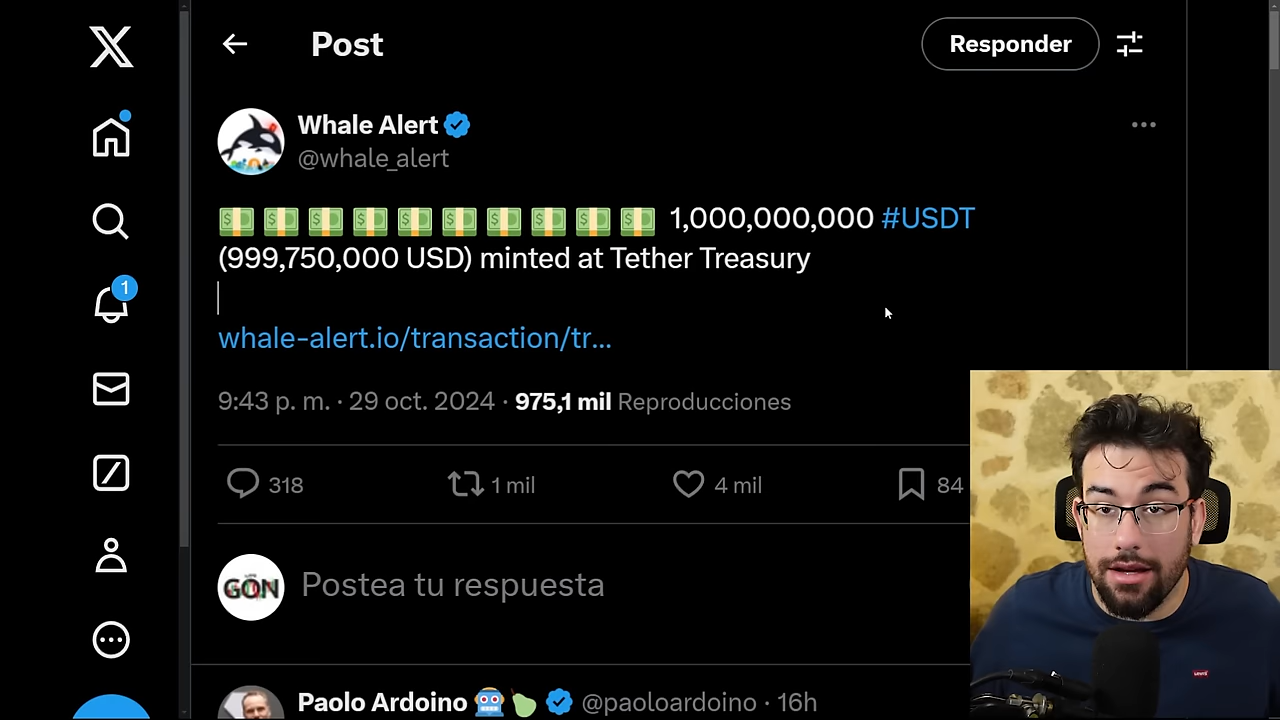 Post
Responder
Whale Alert
@whale_alert
1,000,000,000 #USDT
(999,750,000 USD) minted at Tether Treasury
whale-alert.io/transaction/tr...
9:43 p. m. · 29 oct. 2024 · 975,1 mil Reproducciones
318
1 mil
4 mil
84
1
GON
Postea tu respuesta
Paolo Ardoino @paoloardoino · 16h
Levi's